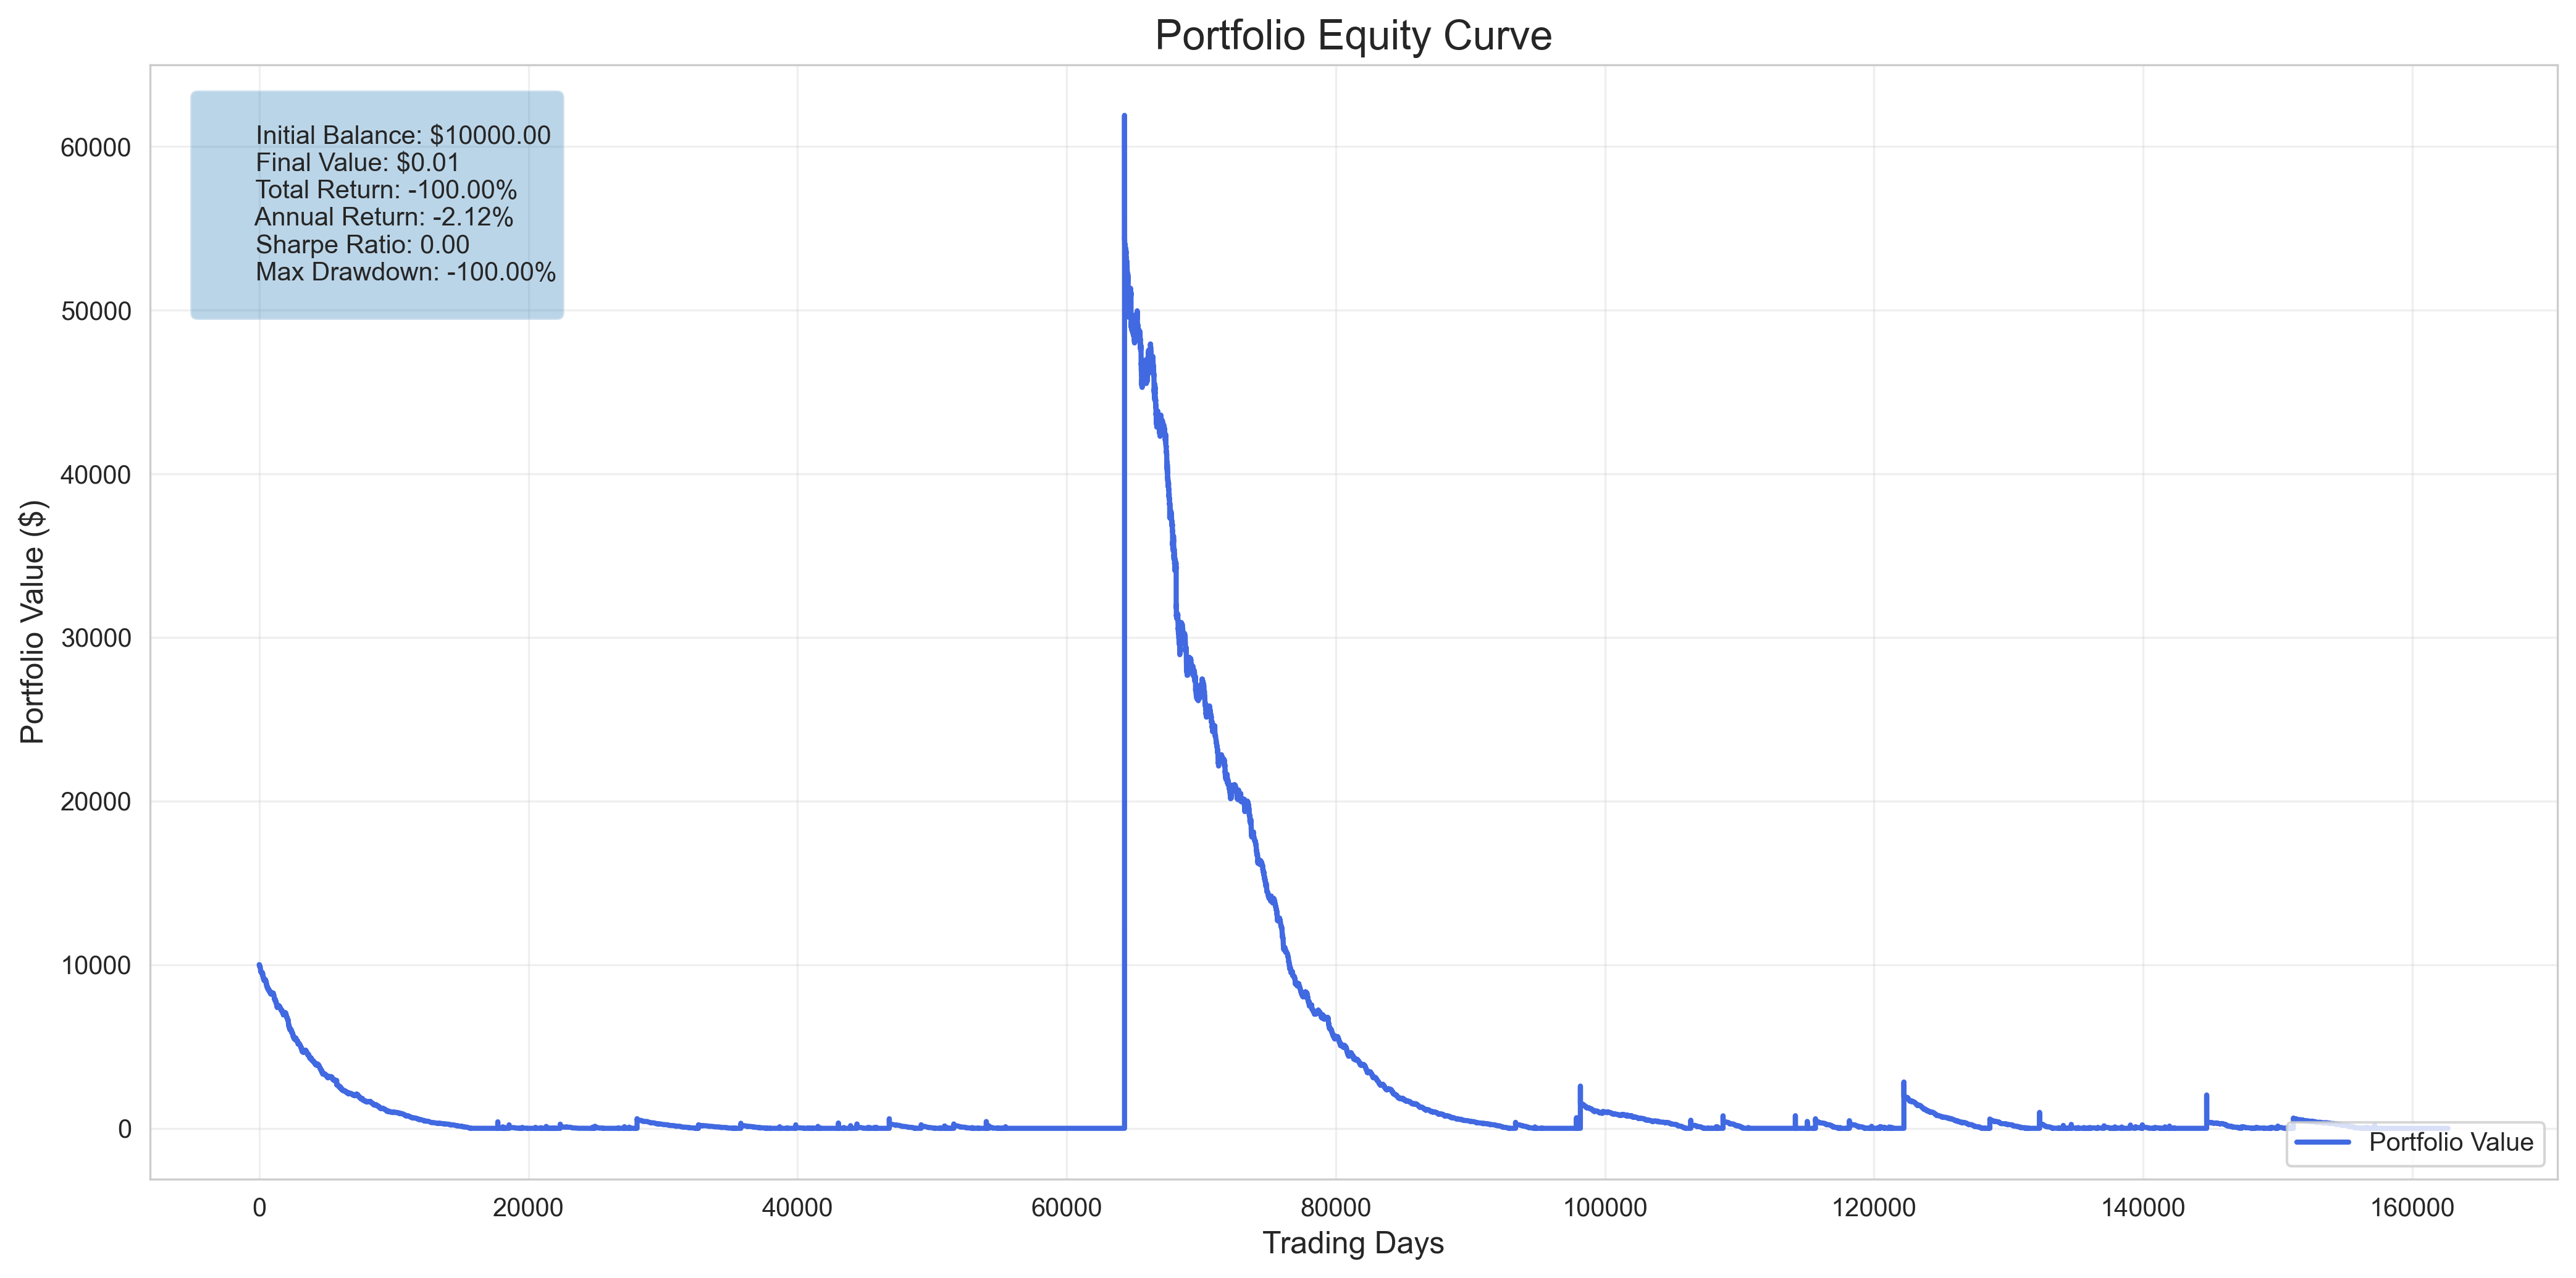 Portfolio Equity Curve
Initial Balance: $10000.00
Final Value: $0.01
Total Return: -100.00%
Annual Return: -2.12%
Sharpe Ratio: 0.00
Max Drawdown: -100.00%
60000
50000
40000
30000
20000
10000
0
Portfolio Value ($)
Portfolio Value
0 20000 40000 60000 80000 100000 120000 140000 160000
Trading Days